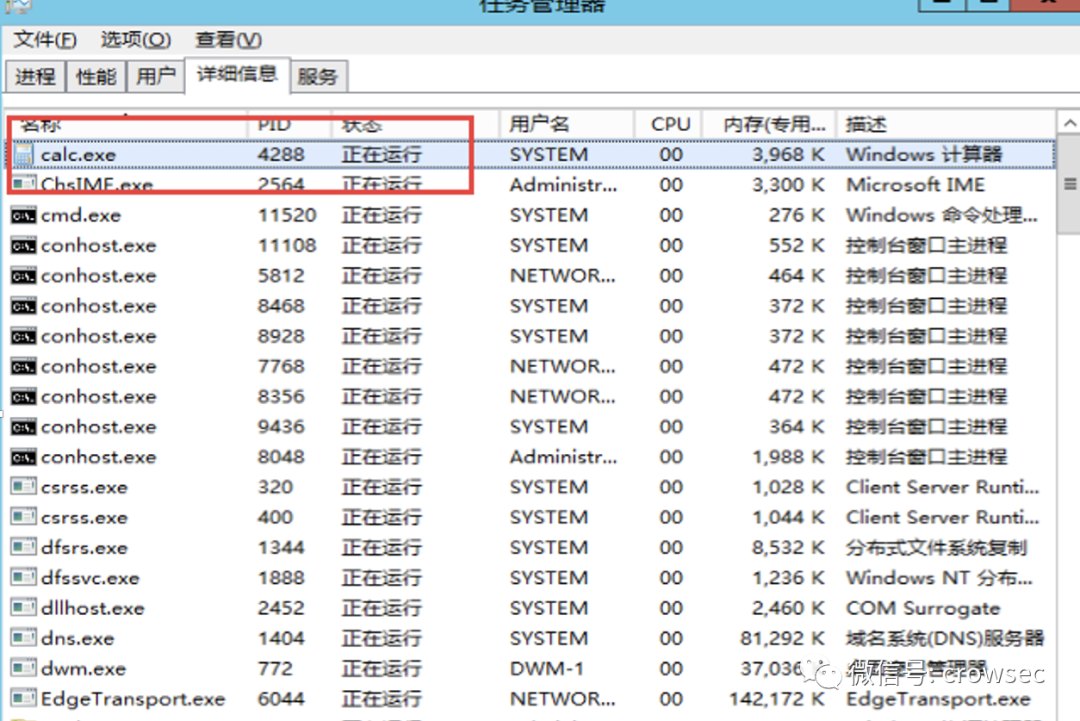 任务管理器
文件(F) 选项(O) 查看(V)
进程 性能 用户 详细信息 服务
名称 PID 状态 用户名 CPU 内存(专用... 描述
calc.exe 4288 正在运行 SYSTEM 00 3,968 K Windows 计算器
ChsIME.exe 2564 正在运行 Administr... 00 3,300 K Microsoft IME
cmd.exe 11520 正在运行 SYSTEM 00 276 K Windows 命令处理...
conhost.exe 11108 正在运行 SYSTEM 00 552 K 控制台窗口主进程
conhost.exe 5812 正在运行 NETWOR... 00 464 K 控制台窗口主进程
conhost.exe 8468 正在运行 SYSTEM 00 372 K 控制台窗口主进程
conhost.exe 8928 正在运行 SYSTEM 00 372 K 控制台窗口主进程
conhost.exe 7768 正在运行 NETWOR... 00 472 K 控制台窗口主进程
conhost.exe 8356 正在运行 NETWOR... 00 472 K 控制台窗口主进程
conhost.exe 9436 正在运行 SYSTEM 00 364 K 控制台窗口主进程
conhost.exe 8048 正在运行 Administr... 00 1,988 K 控制台窗口主进程
csrss.exe 320 正在运行 SYSTEM 00 1,028 K Client Server Runti...
csrss.exe 400 正在运行 SYSTEM 00 1,044 K Client Server Runti...
dfsrs.exe 1344 正在运行 SYSTEM 00 8,532 K 分布式文件系统复制
dfssvc.exe 1888 正在运行 SYSTEM 00 1,236 K Windows NT 分布...
dllhost.exe 2452 正在运行 SYSTEM 00 2,460 K COM Surrogate
dns.exe 1404 正在运行 SYSTEM 00 81,292 K 域名系统(DNS)服务器
dwm.exe 772 正在运行 DWM-1 00 37,036
微信号: crowsec
EdgeTransport.exe 6044 正在运行 NETWOR... 00 142,172 K EdgeTransport.exe